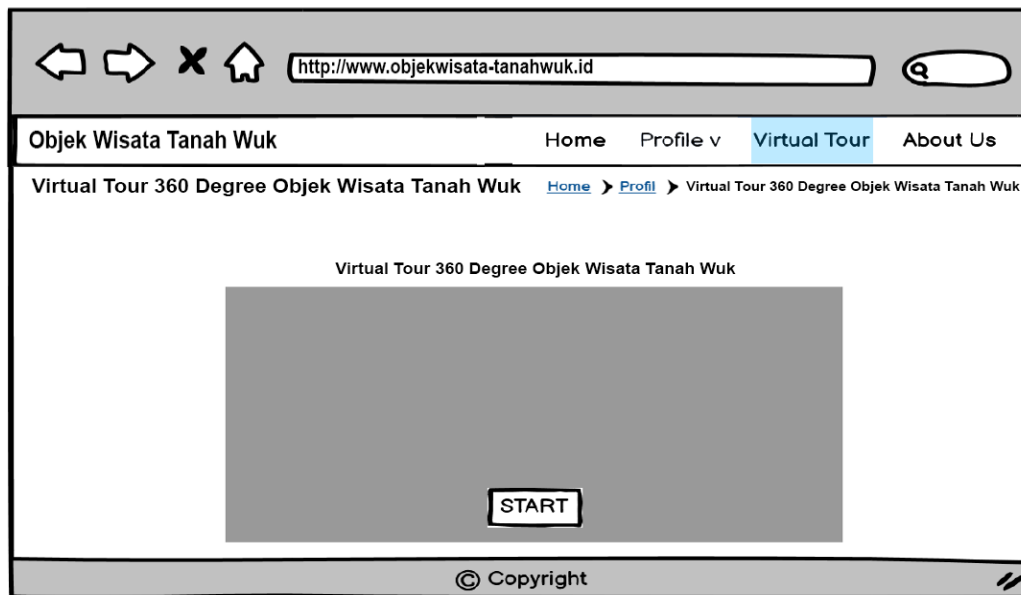 http://www.objekwisata-tanahwuk.id
Objek Wisata Tanah Wuk Home Profile v Virtual Tour About Us
Virtual Tour 360 Degree Objek Wisata Tanah Wuk Home Profil Virtual Tour 360 Degree Objek Wisata Tanah Wuk
Virtual Tour 360 Degree Objek Wisata Tanah Wuk
START
© Copyright